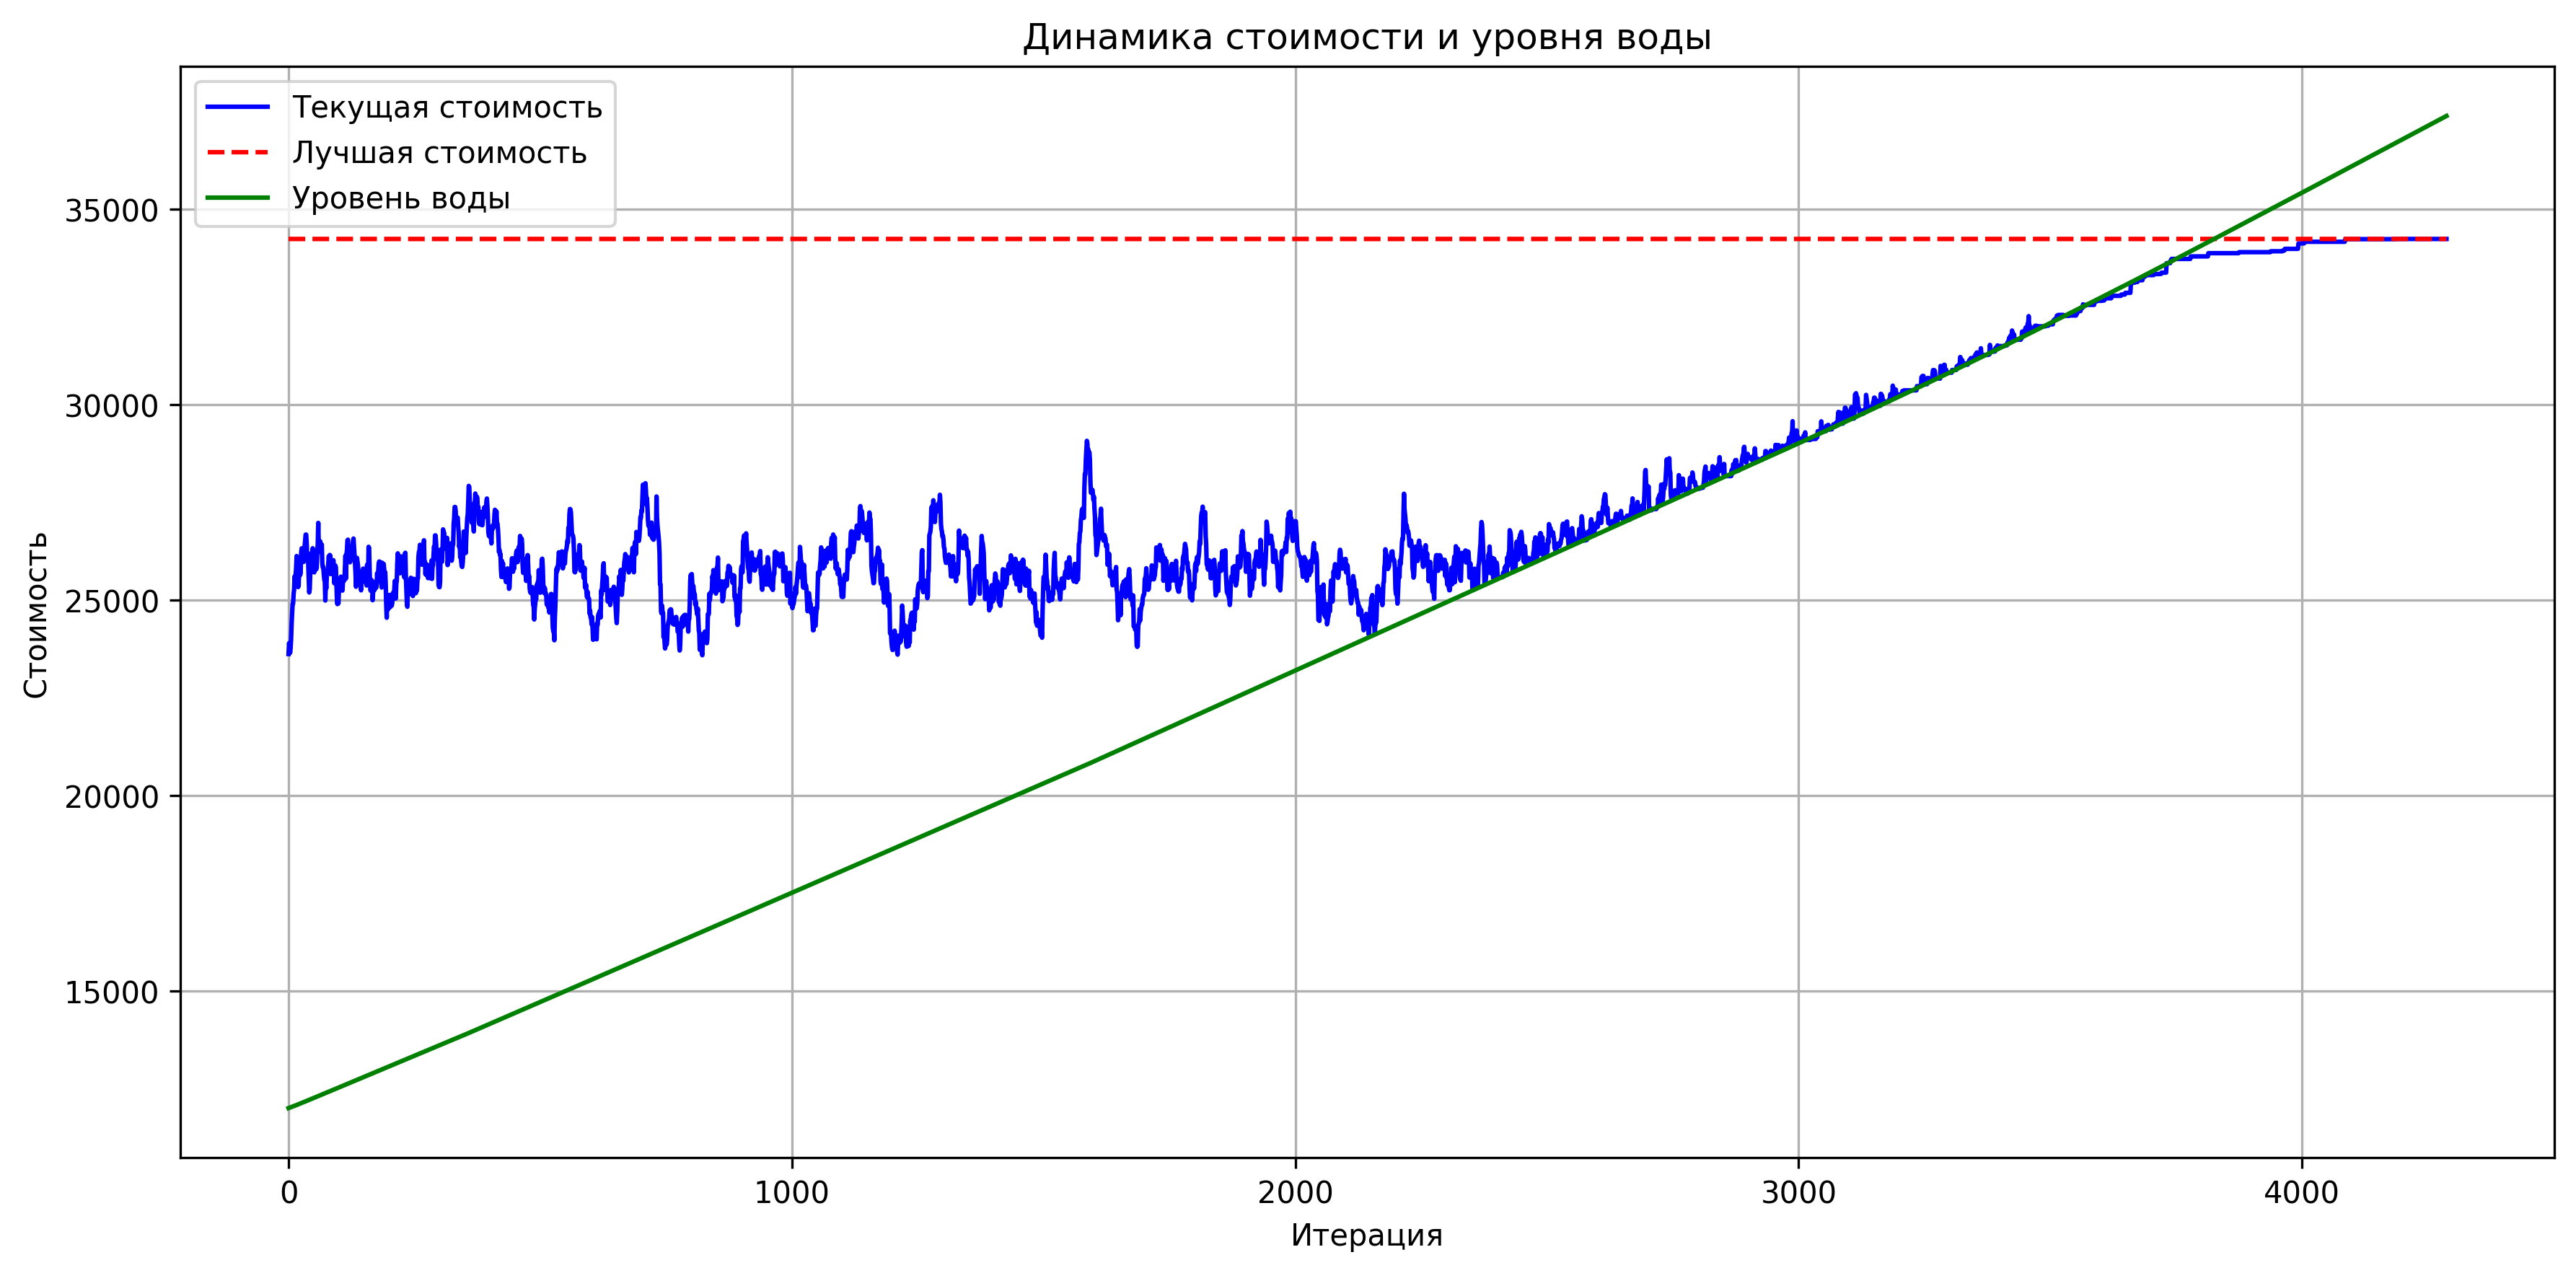 Динамика стоимости и уровня воды
Текущая стоимость
Лучшая стоимость
Уровень воды
35000
30000
25000
20000
15000
Стоимость
0 1000 2000 3000 4000
Итерация